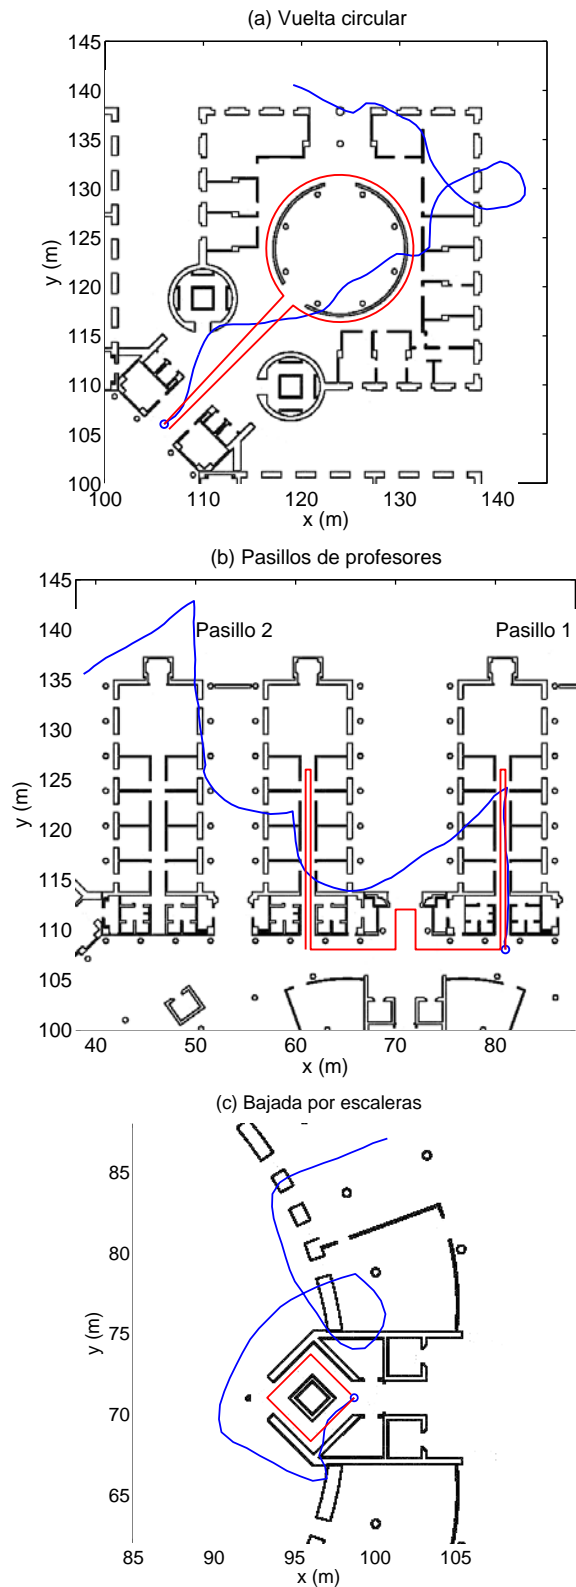 (a) Vuelta circular
145
140
135
130
125
120
115
110
105
100
y (m)
100 110 120 130 140
x (m)
(b) Pasillos de profesores
145
140
135
130
125
120
115
110
105
100
y (m)
Pasillo 2 Pasillo 1
40 50 60 70 80
x (m)
(c) Bajada por escaleras
85
80
75
70
65
y (m)
85 90 95 100 105
x (m)